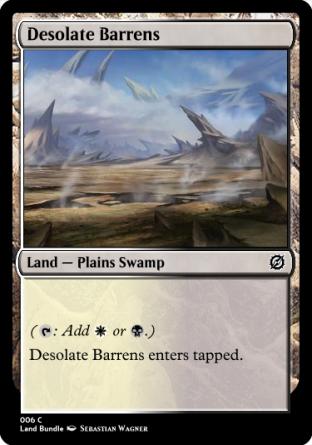 Desolate Barrens
Land — Plains Swamp
( : Add or .)
Desolate Barrens enters tapped.
006 C
Land Bundle SEBASTIAN WAGNER